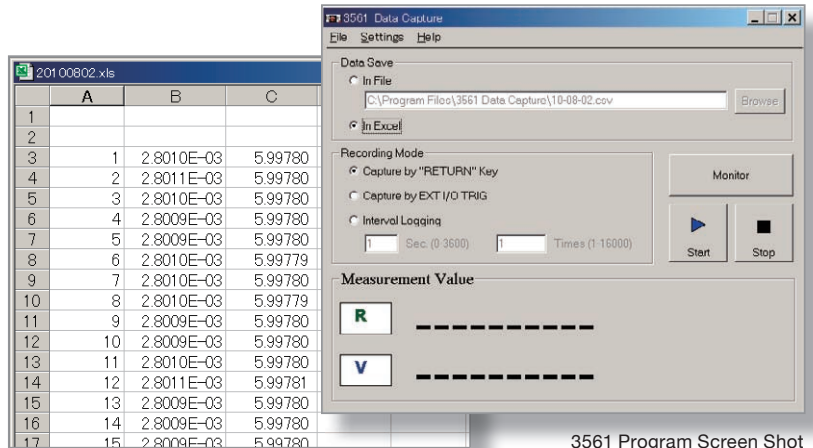 20100802.xls
A B C
1
2
3 1 2.8010E-03 5.99780
4 2 2.8011E-03 5.99780
5 3 2.8010E-03 5.99780
6 4 2.8009E-03 5.99780
7 5 2.8009E-03 5.99780
8 6 2.8010E-03 5.99779
9 7 2.8010E-03 5.99780
10 8 2.8010E-03 5.99779
11 9 2.8009E-03 5.99780
12 10 2.8009E-03 5.99780
13 11 2.8010E-03 5.99780
14 12 2.8011E-03 5.99781
15 13 2.8009E-03 5.99780
16 14 2.8009E-03 5.99780
17 15 2.8009E-03 5.99780
3561 Data Capture
File Settings Help
Data Save
In File
C:\Program Files\3561 Data Capture\10-08-02.csv Browse
In Excel
Recording Mode
Capture by "RETURN" Key
Capture by EXT I/O TRIG
Interval Logging
1 Sec. (0-3600) 1 Times (1-16000)
Monitor
Start Stop
Measurement Value
R
V
3561 Program Screen Shot